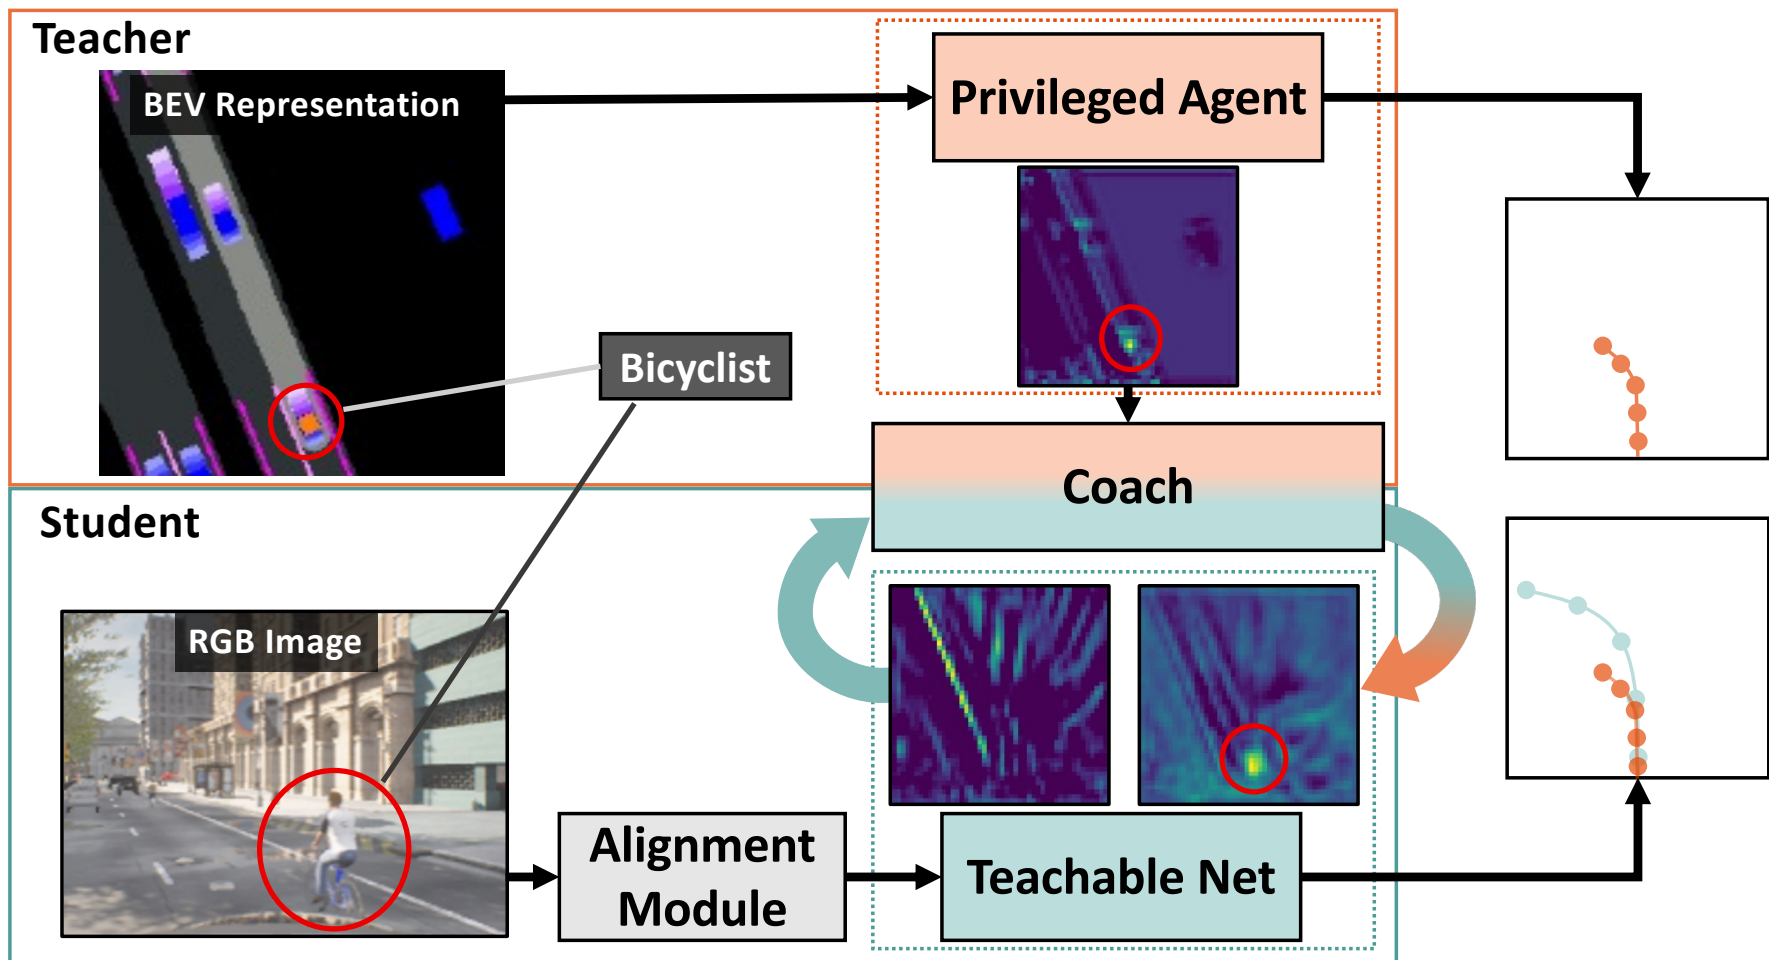 Teacher
BEV Representation
Privileged Agent
Bicyclist
Coach
Student
RGB Image
Alignment
Module
Teachable Net